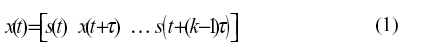 x(t)=[s(t) x(t+τ) …s(t+(k−1)τ)] (1)